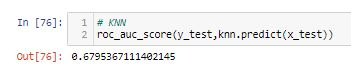 In [76]:
1 # KNN
2 roc_auc_score(y_test,knn.predict(x_test))
Out[76]: 0.6795367111402145